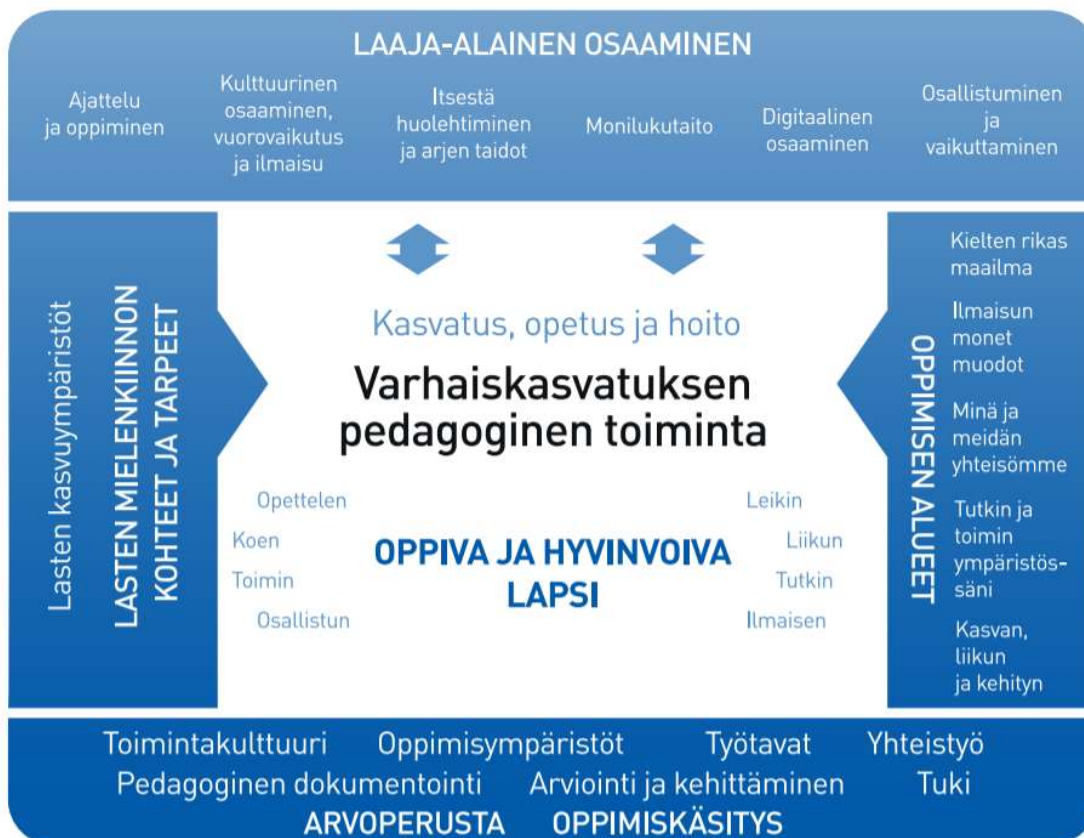 LAAJA-ALAINEN OSAAMINEN
Ajattelu
ja oppiminen
Kulttuurinen
osaaminen,
vuorovaikutus
ja ilmaisu
Itsestä
huolehtiminen
ja arjen taidot
Monilukutaito
Digitaalinen
osaaminen
Osallistuminen
ja
vaikuttaminen
Lasten kasvuympäristöt
LASTEN MIELENKIINNON
KOHTEET JA TARPEET
Kasvatus, opetus ja hoito
Varhaiskasvatuksen
pedagoginen toiminta
Opettelen
Koen
Toimin
Osallistun
OPPIVA JA HYVINVOIVA
LAPSI
Leikin
Liikun
Tutkin
Ilmaisen
OPPIMISEN ALUEET
Kielten rikas
maailma
Ilmaisun
monet
muodot
Minä ja
meidän
yhteisömme
Tutkin ja
toimin
ympäristös-
säni
Kasvan,
liikun
ja kehityn
Toimintakulttuuri Oppimisympäristöt Työtavat Yhteistyö
Pedagoginen dokumentointi Arviointi ja kehittäminen Tuki
ARVOPERUSTA OPPIMISKÄSITYS